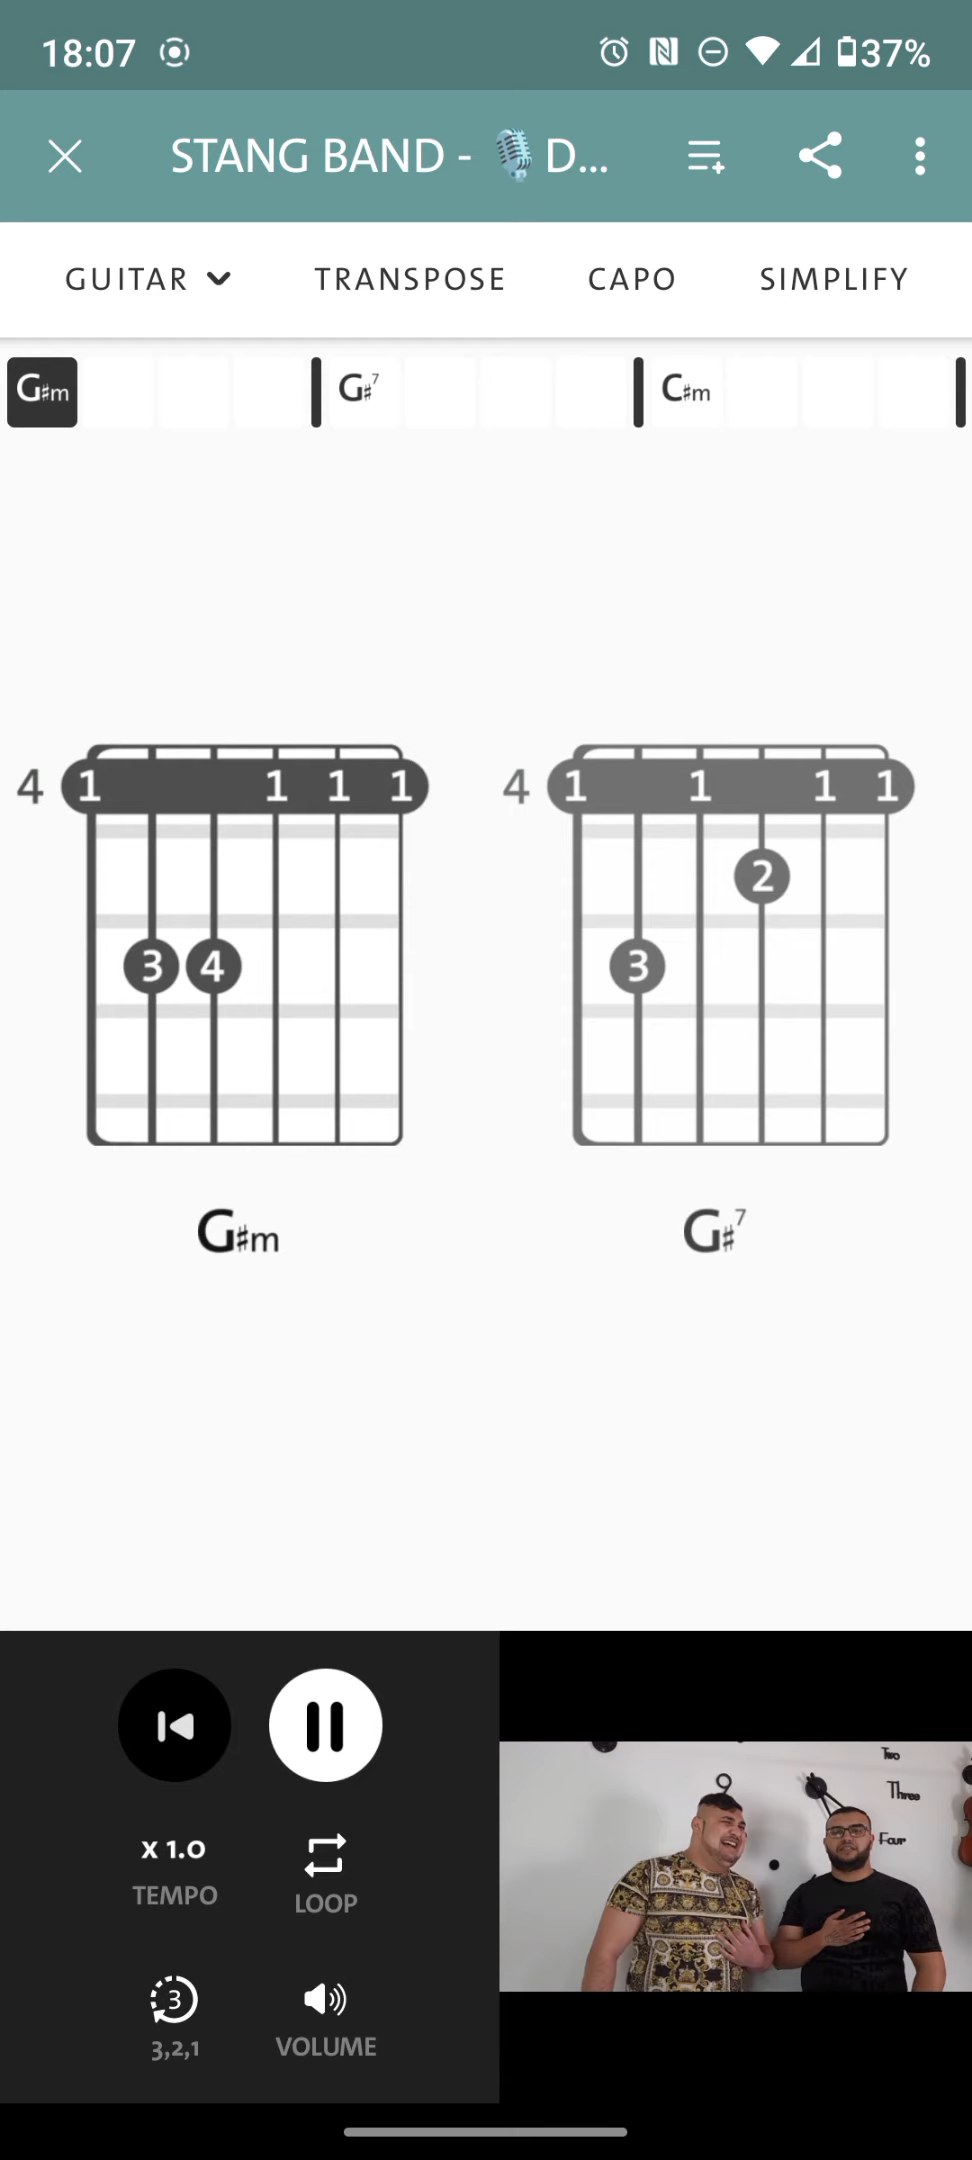 18:07 37%
STANG BAND - 🎙️ D...
GUITAR TRANSPOSE CAPO SIMPLIFY
G#m G#7 C#m
4 1 1 1 1 4 1 1 1 1
2
3 4 3
G#m G#7
x 1.0
TEMPO LOOP
3
3,2,1 VOLUME
9
Two
Three
Four